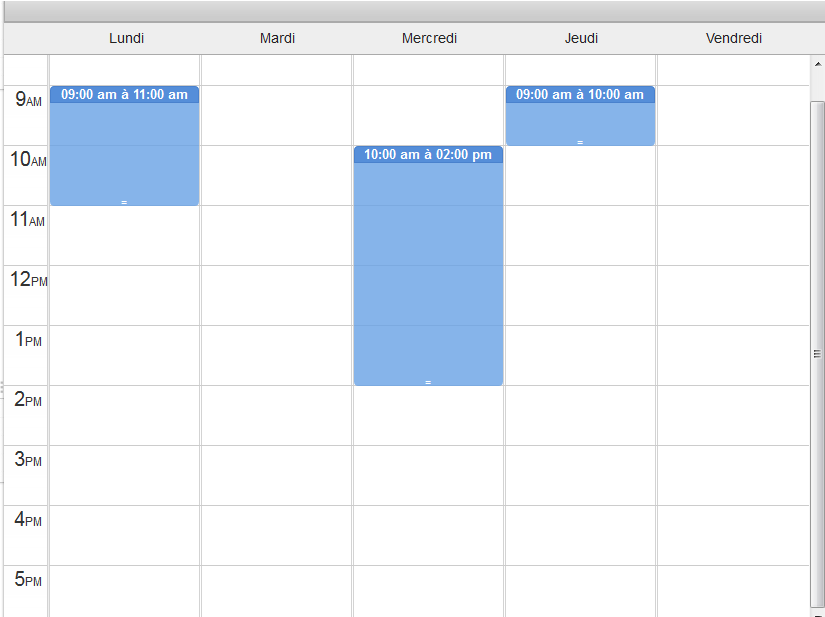 Lundi Mardi Mercredi Jeudi Vendredi
9AM 09:00 am à 11:00 am 09:00 am à 10:00 am
10AM 10:00 am à 02:00 pm
11AM
12PM
1PM
2PM
3PM
4PM
5PM